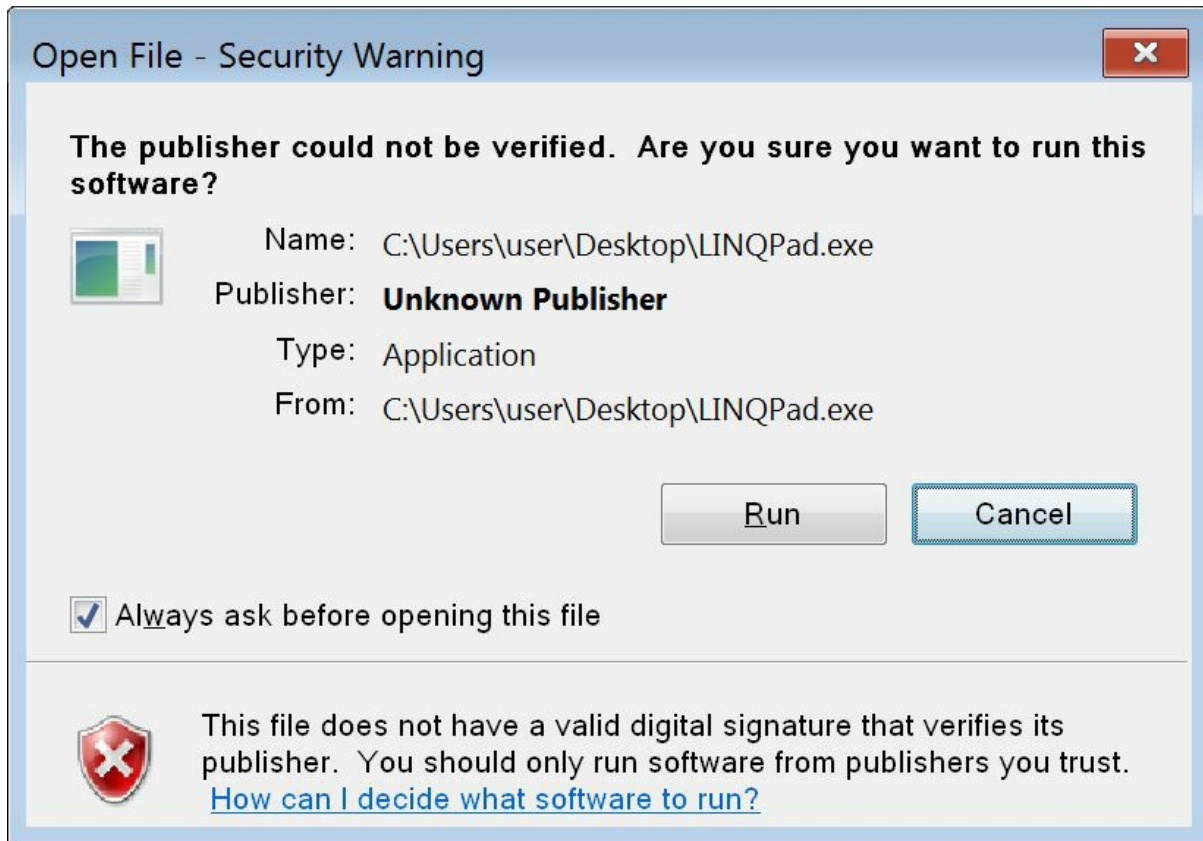 Open File - Security Warning
The publisher could not be verified.  Are you sure you want to run this
software?
Name: C:\Users\user\Desktop\LINQPad.exe
Publisher: Unknown Publisher
Type: Application
From: C:\Users\user\Desktop\LINQPad.exe
Run Cancel
Always ask before opening this file
This file does not have a valid digital signature that verifies its
publisher.  You should only run software from publishers you trust.
How can I decide what software to run?